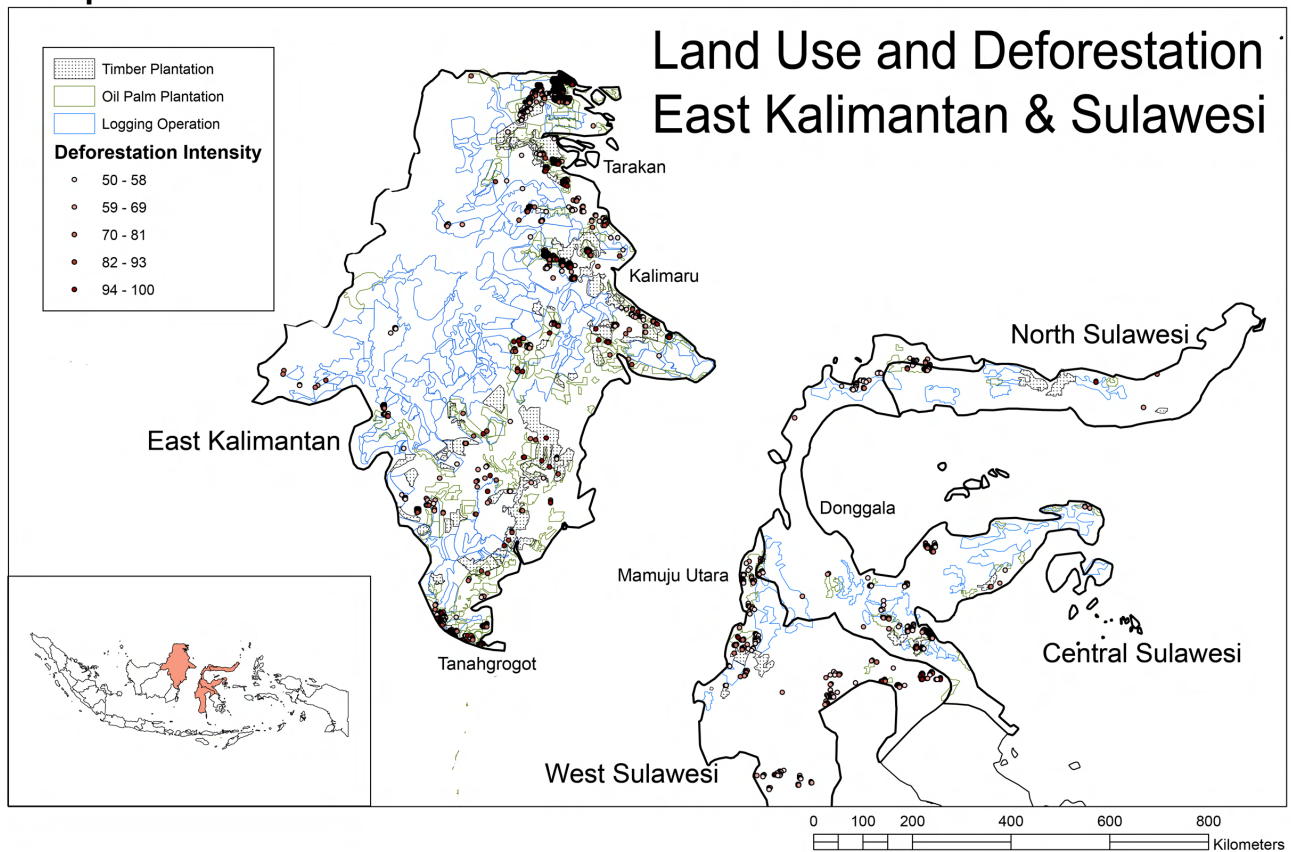 Land Use and Deforestation
East Kalimantan & Sulawesi
Timber Plantation
Oil Palm Plantation
Logging Operation
Deforestation Intensity
50 - 58
59 - 69
70 - 81
82 - 93
94 - 100
Tarakan
Kalimaru
North Sulawesi
East Kalimantan
Donggala
Mamuju Utara
Central Sulawesi
Tanahgrogot
West Sulawesi
0 100 200 400 600 800
Kilometers